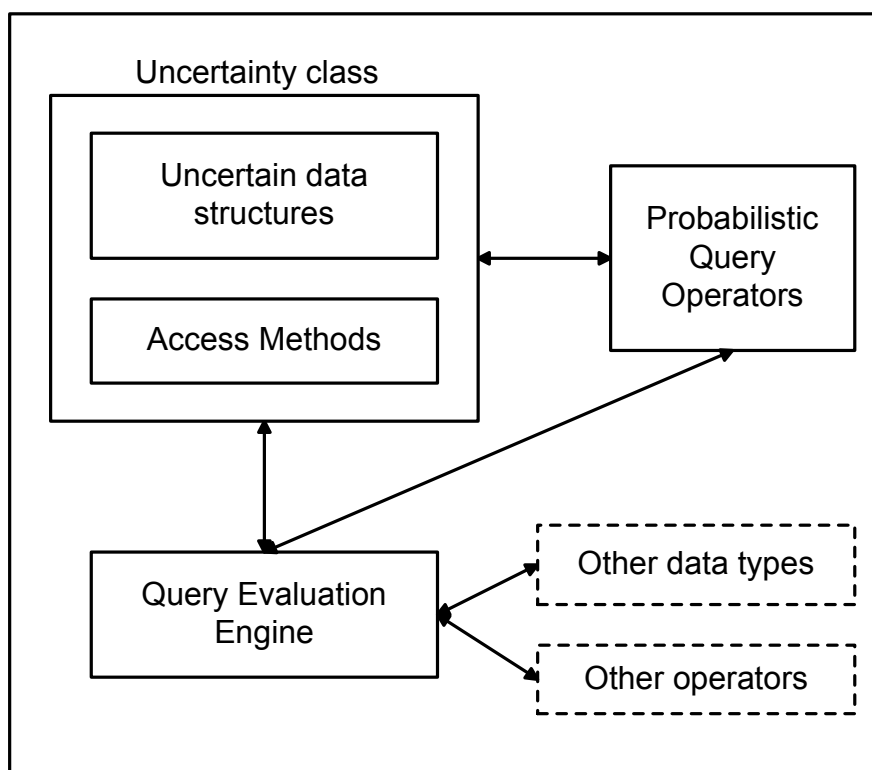 Uncertainty class
Uncertain data
structures
Access Methods
Probabilistic
Query
Operators
Query Evaluation
Engine
Other data types
Other operators